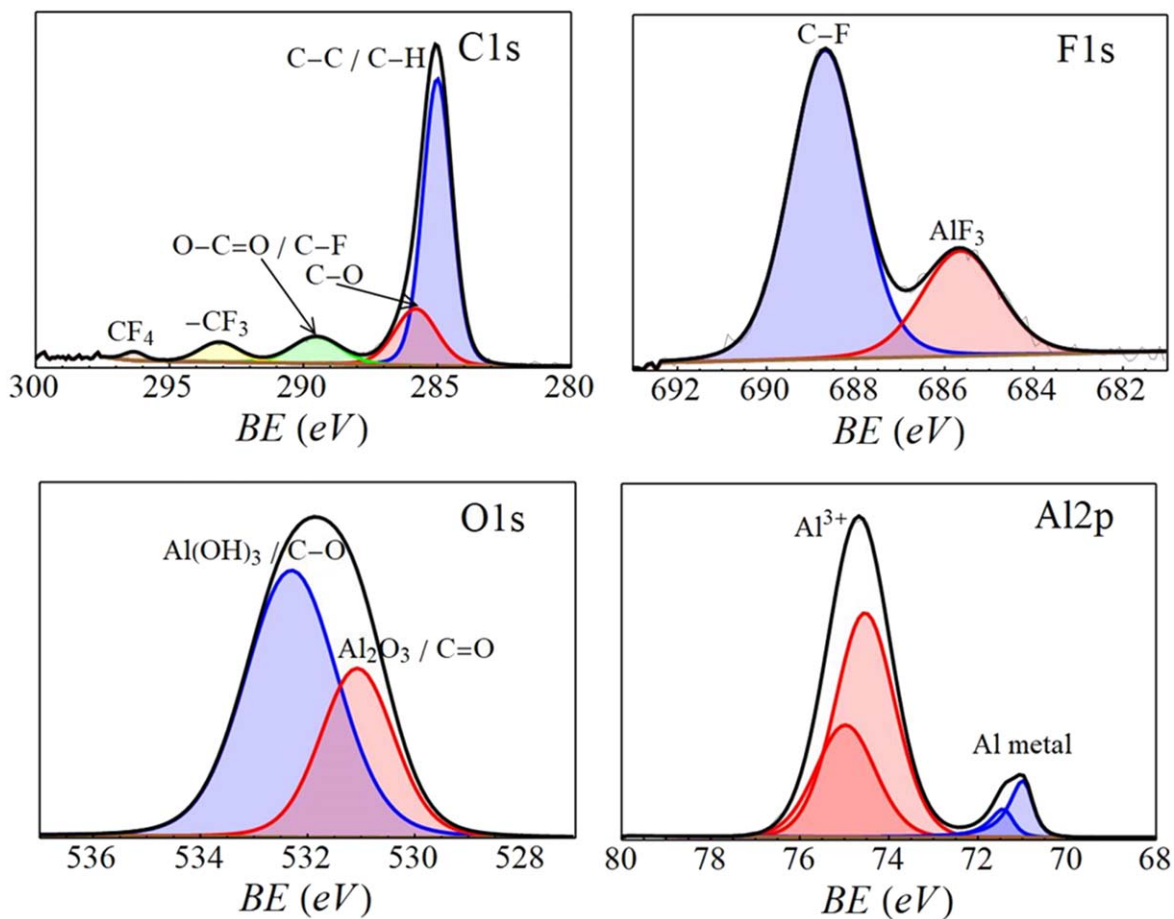 C1s
C–C / C–H
O–C=O / C–F
C–O
CF₄
–CF₃
300 295 290 285 280
BE (eV)
F1s
C–F
AlF₃
692 690 688 686 684 682
BE (eV)
O1s
Al(OH)₃ / C–O
Al₂O₃ / C=O
536 534 532 530 528
BE (eV)
Al2p
Al³⁺
Al metal
80 78 76 74 72 70 68
BE (eV)